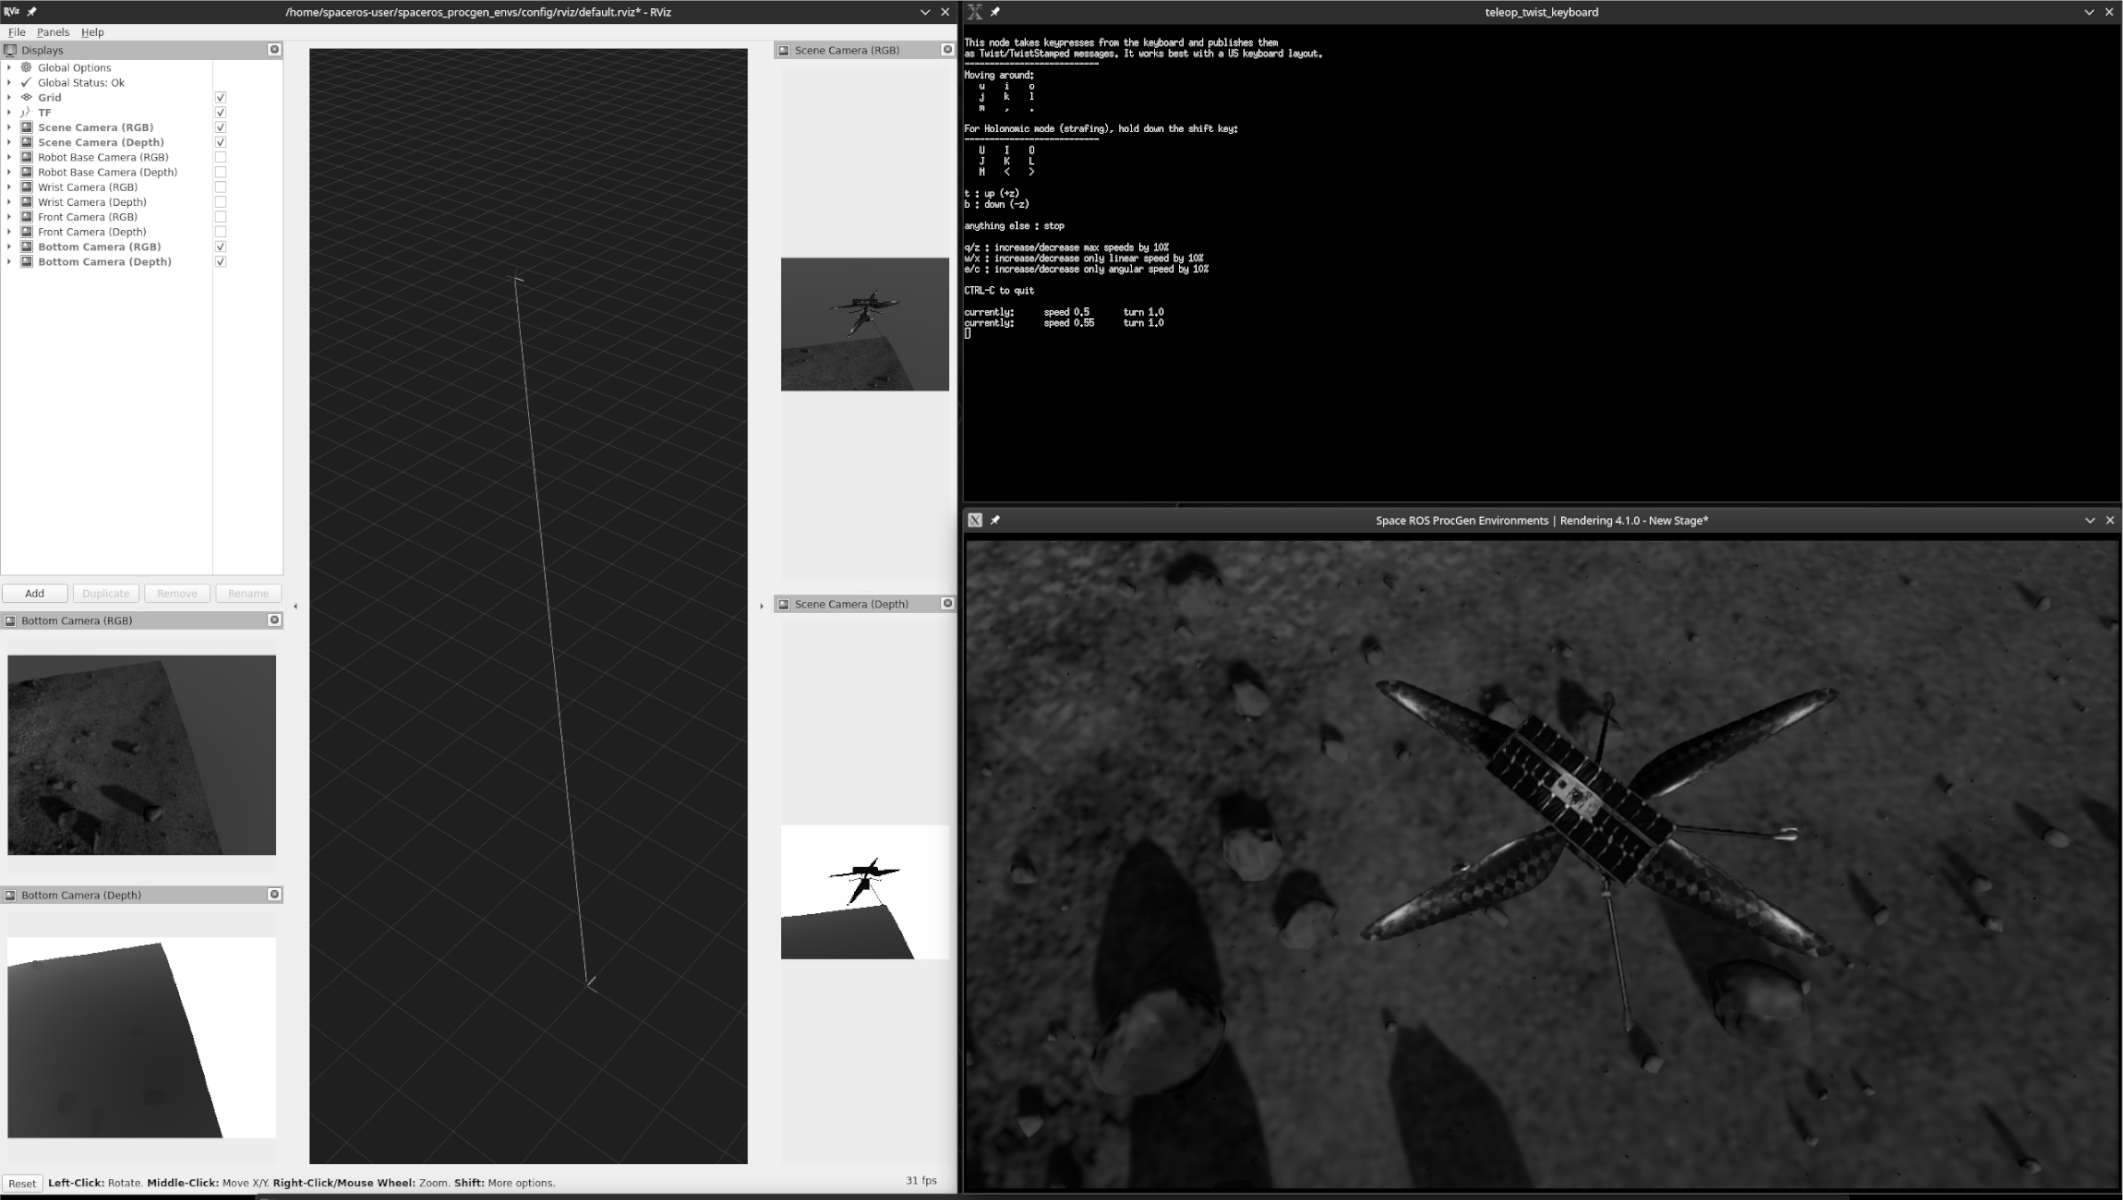 /home/spaceros-user/spaceros_procgen_envs/config/rviz/default.rviz* - RViz
File Panels Help
Displays
Global Options
Global Status: Ok
Grid
TF
Scene Camera (RGB)
Scene Camera (Depth)
Robot Base Camera (RGB)
Robot Base Camera (Depth)
Wrist Camera (RGB)
Wrist Camera (Depth)
Front Camera (RGB)
Front Camera (Depth)
Bottom Camera (RGB)
Bottom Camera (Depth)
Add Duplicate Remove Rename
Bottom Camera (RGB)
Bottom Camera (Depth)
Scene Camera (RGB)
Scene Camera (Depth)
Reset Left-Click: Rotate. Middle-Click: Move X/Y. Right-Click/Mouse Wheel: Zoom. Shift: More options.
31 fps
teleop_twist_keyboard
This node takes keypresses from the keyboard and publishes them
as Twist/TwistStamped messages. It works best with a US keyboard layout.
---------------------------
Moving around:
u i o
j k l
m , .
For Holonomic mode (strafing), hold down the shift key:
---------------------------
U I O
J K L
M < >
t : up (+z)
b : down (-z)
anything else : stop
q/z : increase/decrease max speeds by 10%
w/x : increase/decrease only linear speed by 10%
e/c : increase/decrease only angular speed by 10%
CTRL-C to quit
currently: speed 0.5 turn 1.0
currently: speed 0.55 turn 1.0
Space ROS ProcGen Environments | Rendering 4.1.0 - New Stage*